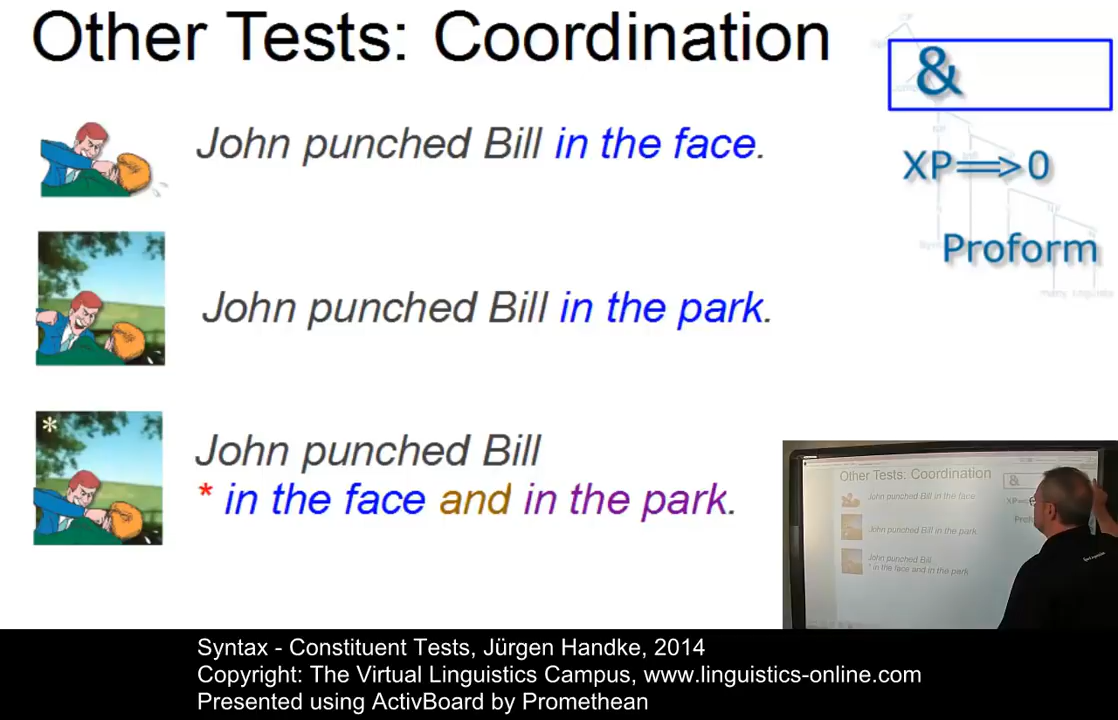 Other Tests: Coordination
&
John punched Bill in the face.
XP⟹0
Proform
John punched Bill in the park.
*
John punched Bill
* in the face and in the park.
Other Tests: Coordination
&
John punched Bill in the face.
John punched Bill in the park.
John punched Bill
* in the face and in the park.
Syntax - Constituent Tests, Jürgen Handke, 2014
Copyright: The Virtual Linguistics Campus, www.linguistics-online.com
Presented using ActivBoard by Promethean